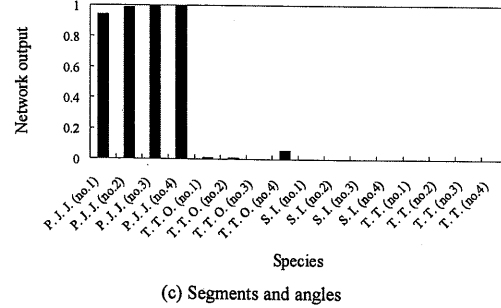 Network output
1
0.8
0.6
0.4
0.2
0
P. J. J. (no.1)
P. J. J. (no.2)
P. J. J. (no.3)
P. J. J. (no.4)
T. T. O. (no.1)
T. T. O. (no.2)
T. T. O. (no.3)
T. T. O. (no.4)
S. I. (no.1)
S. I. (no.2)
S. I. (no.3)
S. I. (no.4)
T. T. (no.1)
T. T. (no.2)
T. T. (no.3)
T. T. (no.4)
Species
(c) Segments and angles